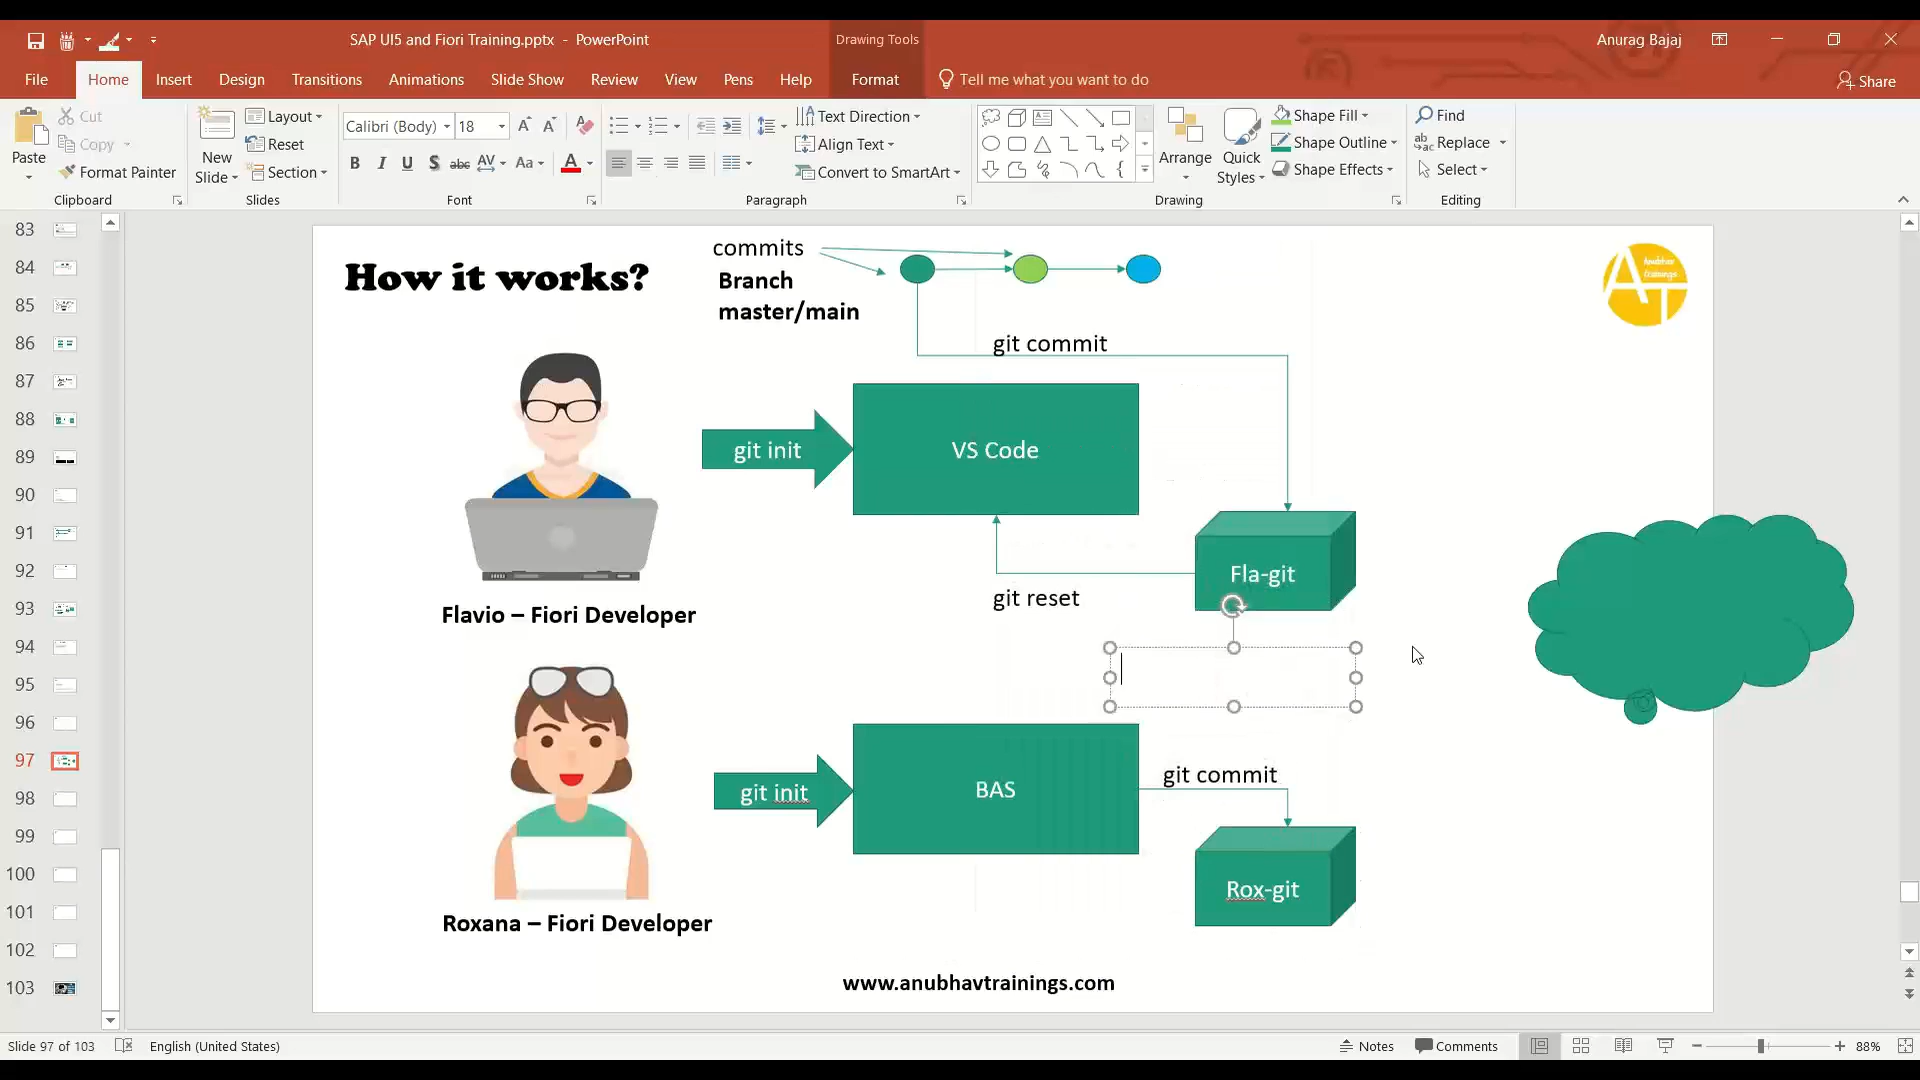 SAP UI5 and Fiori Training.pptx - PowerPoint
Drawing Tools
Anurag Bajaj
File
Home
Insert
Design
Transitions
Animations
Slide Show
Review
View
Pens
Help
Format
Tell me what you want to do
Share
Paste
Cut
Copy
Format Painter
Clipboard
New
Slide
Layout
Reset
Section
Slides
Calibri (Body)
18
Font
Text Direction
Align Text
Convert to SmartArt
Paragraph
Arrange
Quick
Styles
Shape Fill
Shape Outline
Shape Effects
Drawing
Find
Replace
Select
Editing
83
84
85
86
87
88
89
90
91
92
93
94
95
96
97
98
99
100
101
102
103
How it works?
commits
Branch
master/main
Anubhav
trainings
AT
git commit
git init
VS Code
Fla-git
git reset
Flavio – Fiori Developer
git init
BAS
git commit
Rox-git
Roxana – Fiori Developer
www.anubhavtrainings.com
Slide 97 of 103
English (United States)
Notes
Comments
88%